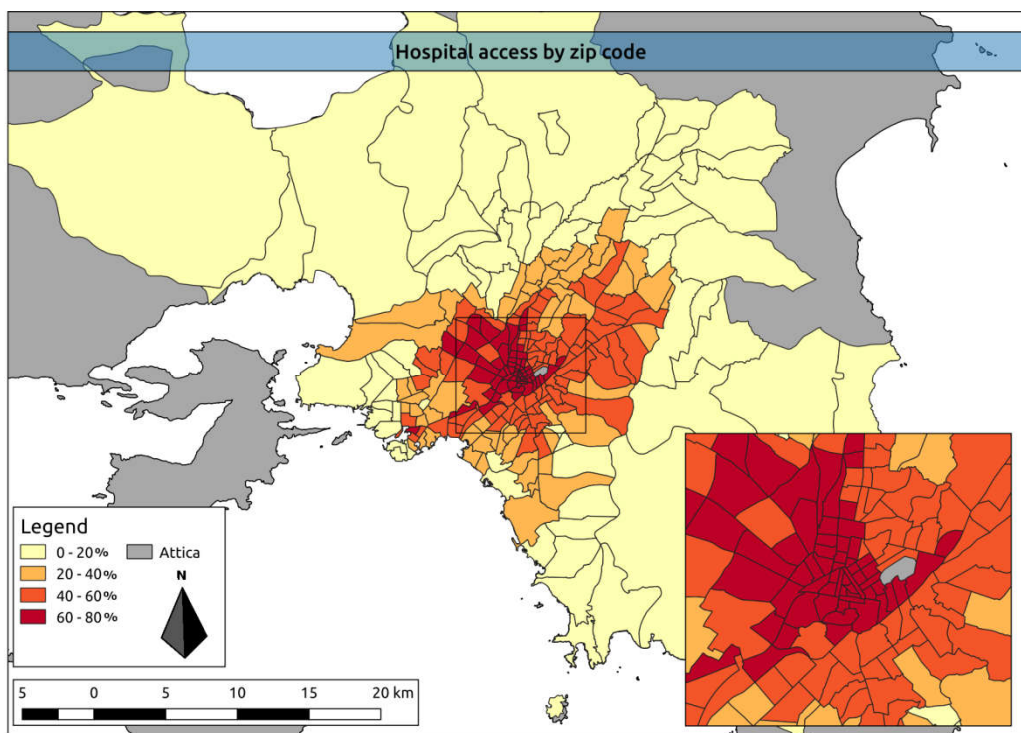 Hospital access by zip code
Legend
0 - 20% Attica
20 - 40%
40 - 60%
60 - 80%
N
5 0 5 10 15 20 km